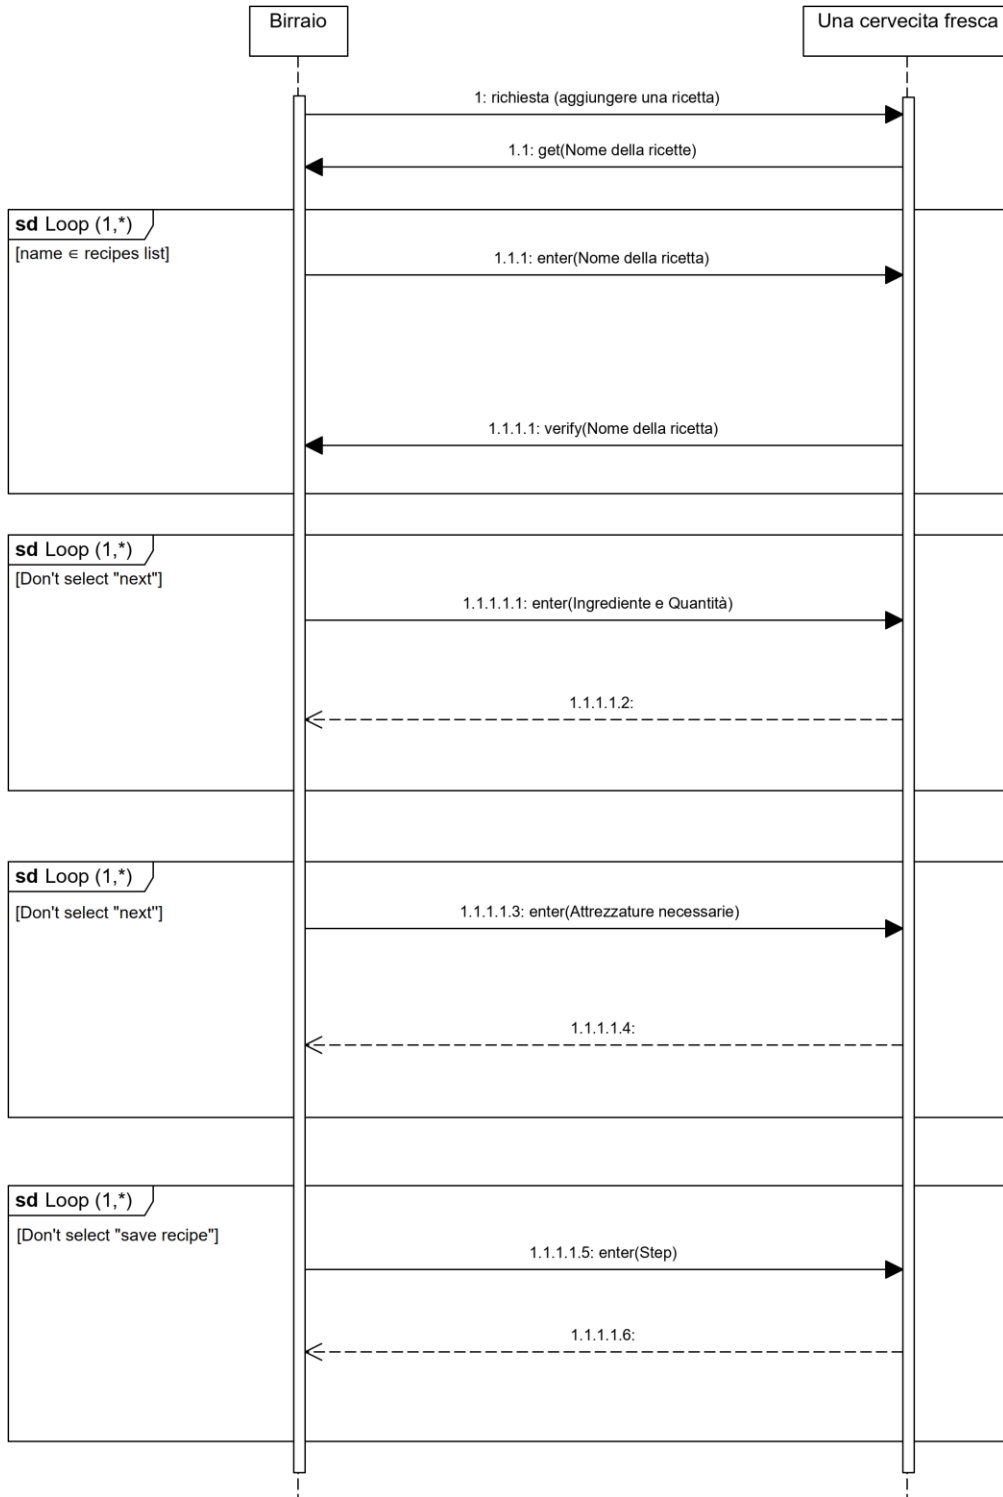 Birraio
Una cervecita fresca
1: richiesta (aggiungere una ricetta)
1.1: get(Nome della ricette)
sd Loop (1,*)
[name ∈ recipes list]
1.1.1: enter(Nome della ricetta)
1.1.1.1: verify(Nome della ricetta)
sd Loop (1,*)
[Don't select "next"]
1.1.1.1.1: enter(Ingrediente e Quantità)
1.1.1.1.2:
sd Loop (1,*)
[Don't select "next"]
1.1.1.1.3: enter(Attrezzature necessarie)
1.1.1.1.4:
sd Loop (1,*)
[Don't select "save recipe"]
1.1.1.1.5: enter(Step)
1.1.1.1.6: